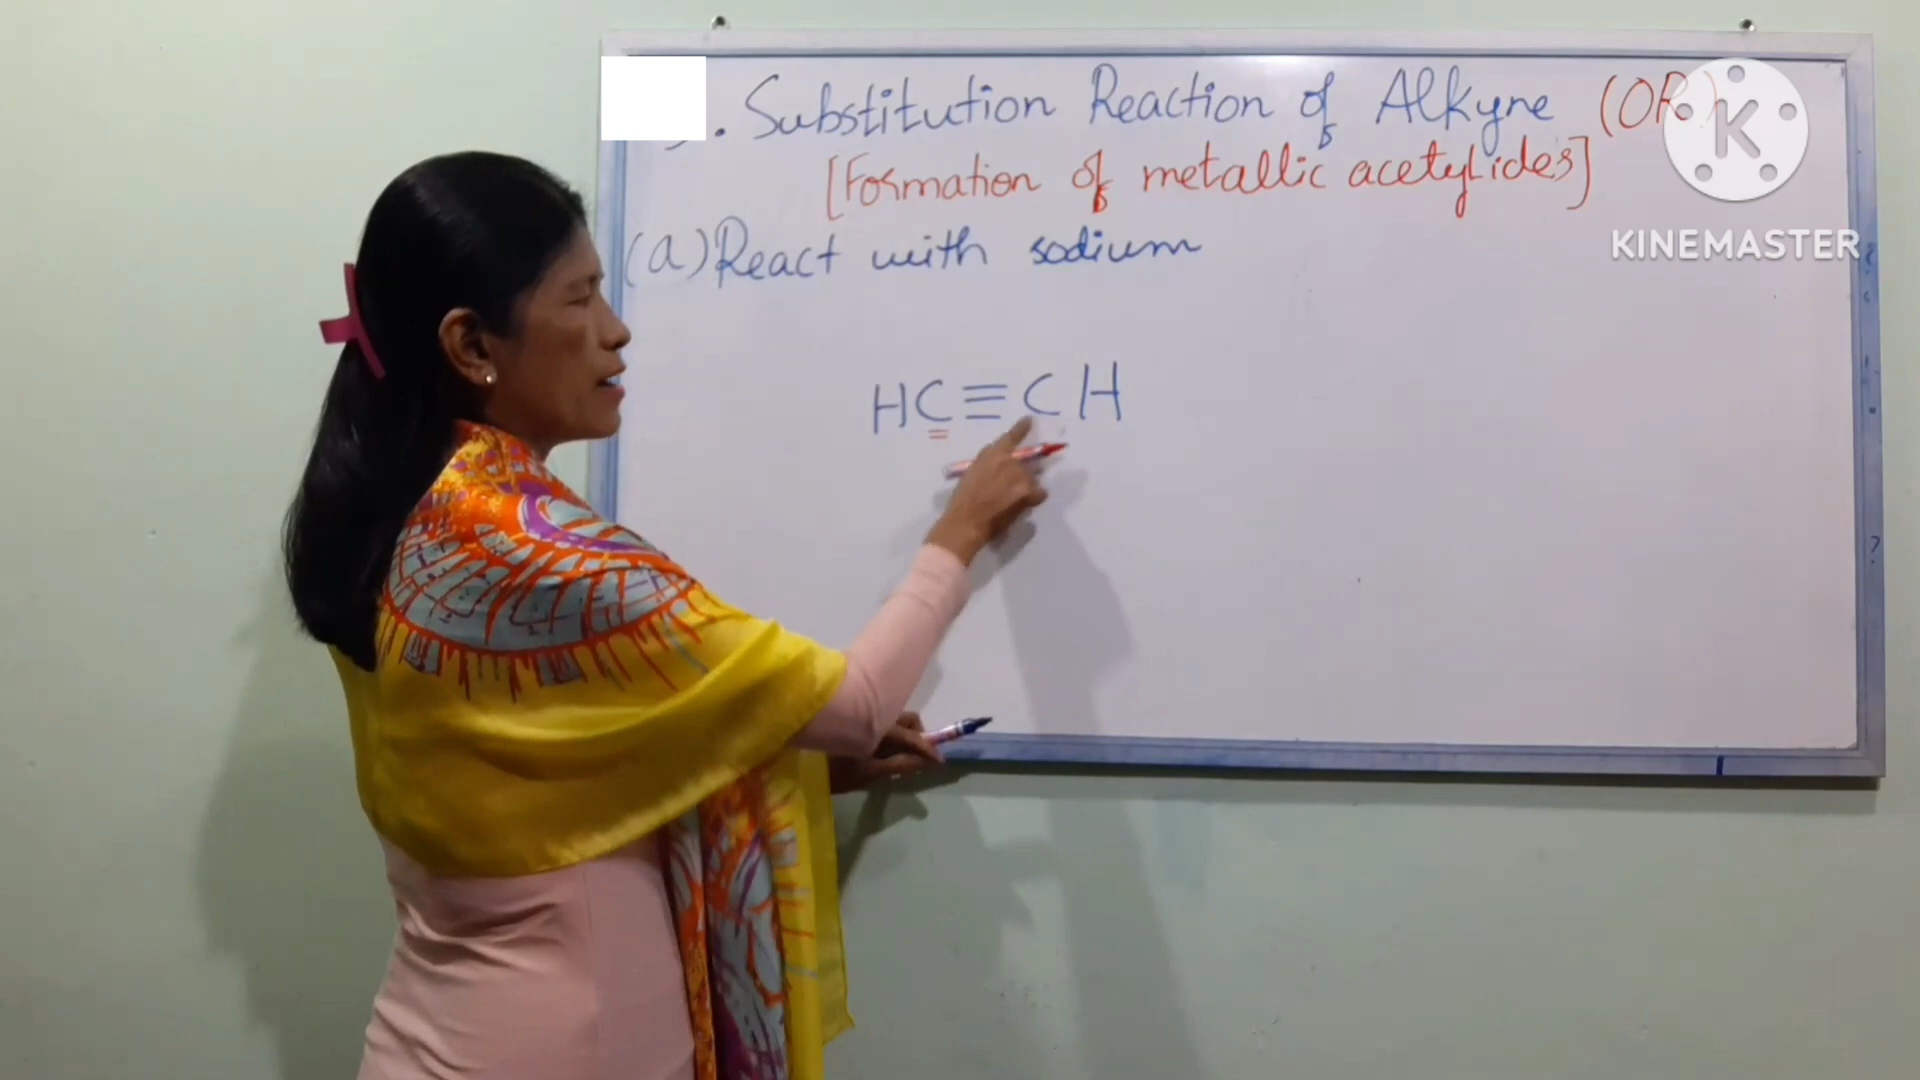 . Substitution Reaction of Alkyne (OR)
[Formation of metallic acetylides]
(a) React with sodium
HC ≡ CH
K
KINEMASTER